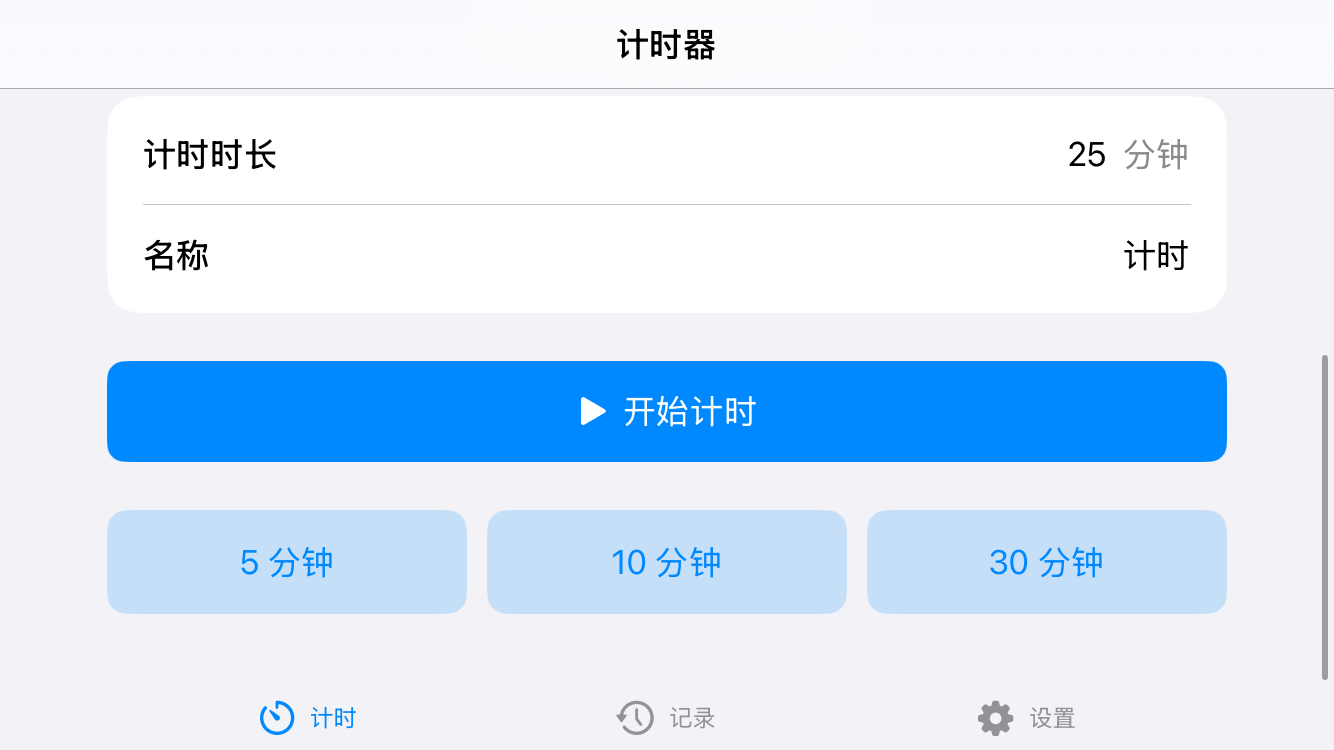 计时器
计时时长 25 分钟
名称 计时
开始计时
5 分钟 10 分钟 30 分钟
计时 记录 设置